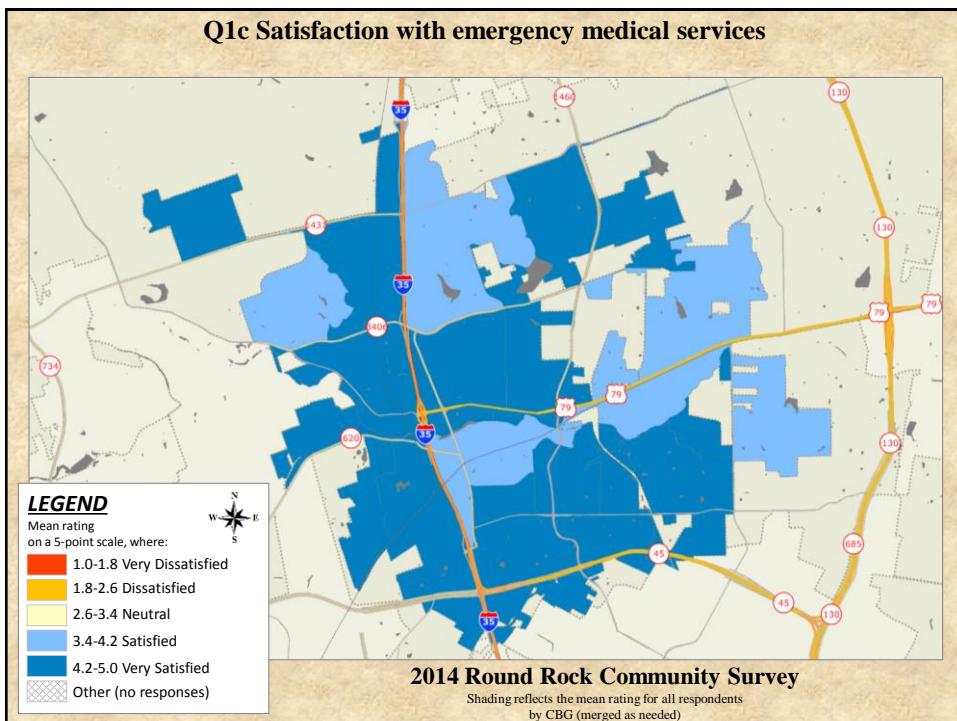 Q1c Satisfaction with emergency medical services
35
1460
130
1431
130
35
79
79
3406
734
79
79
35
620
130
45
685
45
130
35
LEGEND
N
W E
S
Mean rating
on a 5-point scale, where:
1.0-1.8 Very Dissatisfied
1.8-2.6 Dissatisfied
2.6-3.4 Neutral
3.4-4.2 Satisfied
4.2-5.0 Very Satisfied
Other (no responses)
2014 Round Rock Community Survey
Shading reflects the mean rating for all respondents
by CBG (merged as needed)